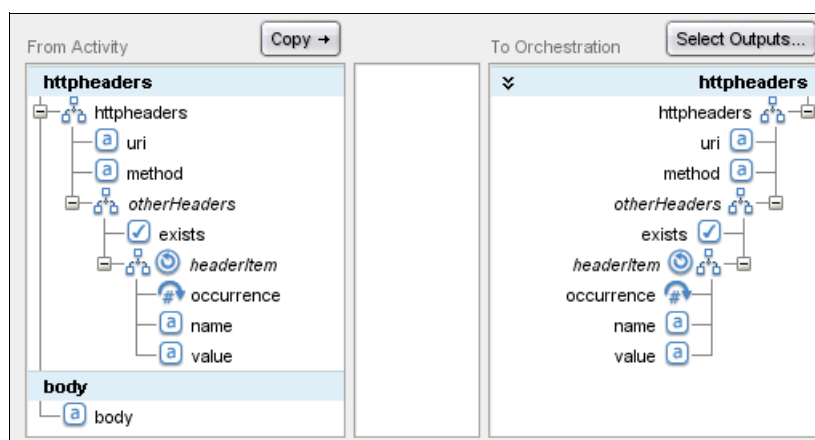 From Activity
Copy →
To Orchestration
Select Outputs...
httpheaders
httpheaders
a uri
a method
otherHeaders
exists
headerItem
# occurrence
a name
a value
body
a body
httpheaders
httpheaders
uri a
method a
otherHeaders
exists
headerItem
occurrence #
name a
value a